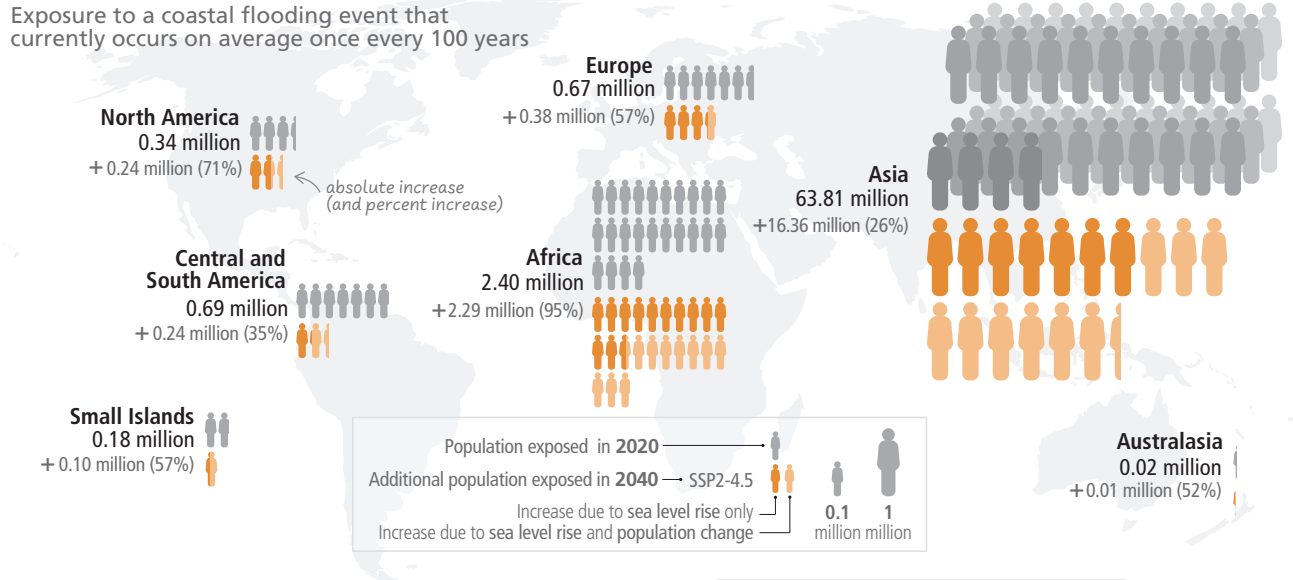 Exposure to a coastal flooding event that
currently occurs on average once every 100 years
North America
0.34 million
+0.24 million (71%)
absolute increase
(and percent increase)
Europe
0.67 million
+0.38 million (57%)
Asia
63.81 million
+16.36 million (26%)
Central and
South America
0.69 million
+0.24 million (35%)
Africa
2.40 million
+2.29 million (95%)
Small Islands
0.18 million
+0.10 million (57%)
Australasia
0.02 million
+0.01 million (52%)
Population exposed in 2020
Additional population exposed in 2040 SSP2-4.5
Increase due to sea level rise only
Increase due to sea level rise and population change
0.1 million
1 million